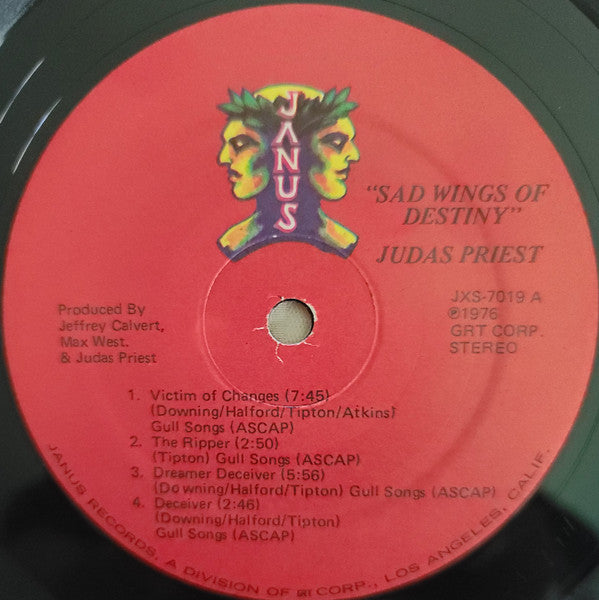 JANUS
"SAD WINGS OF
DESTINY"
JUDAS PRIEST
JXS-7019 A
℗1976
GRT CORP.
STEREO
Produced By
Jeffrey Calvert,
Max West.
& Judas Priest
1. Victim of Changes (7:45)
(Downing/Halford/Tipton/Atkins)
Gull Songs (ASCAP)
2. The Ripper (2:50)
(Tipton) Gull Songs (ASCAP)
3. Dreamer Deceiver (5:56)
(Downing/Halford/Tipton) Gull Songs (ASCAP)
4. Deceiver (2:46)
(Downing/Halford/Tipton)
Gull Songs (ASCAP)
JANUS RECORDS, A DIVISION OF GRT CORP., LOS ANGELES, CALIF.